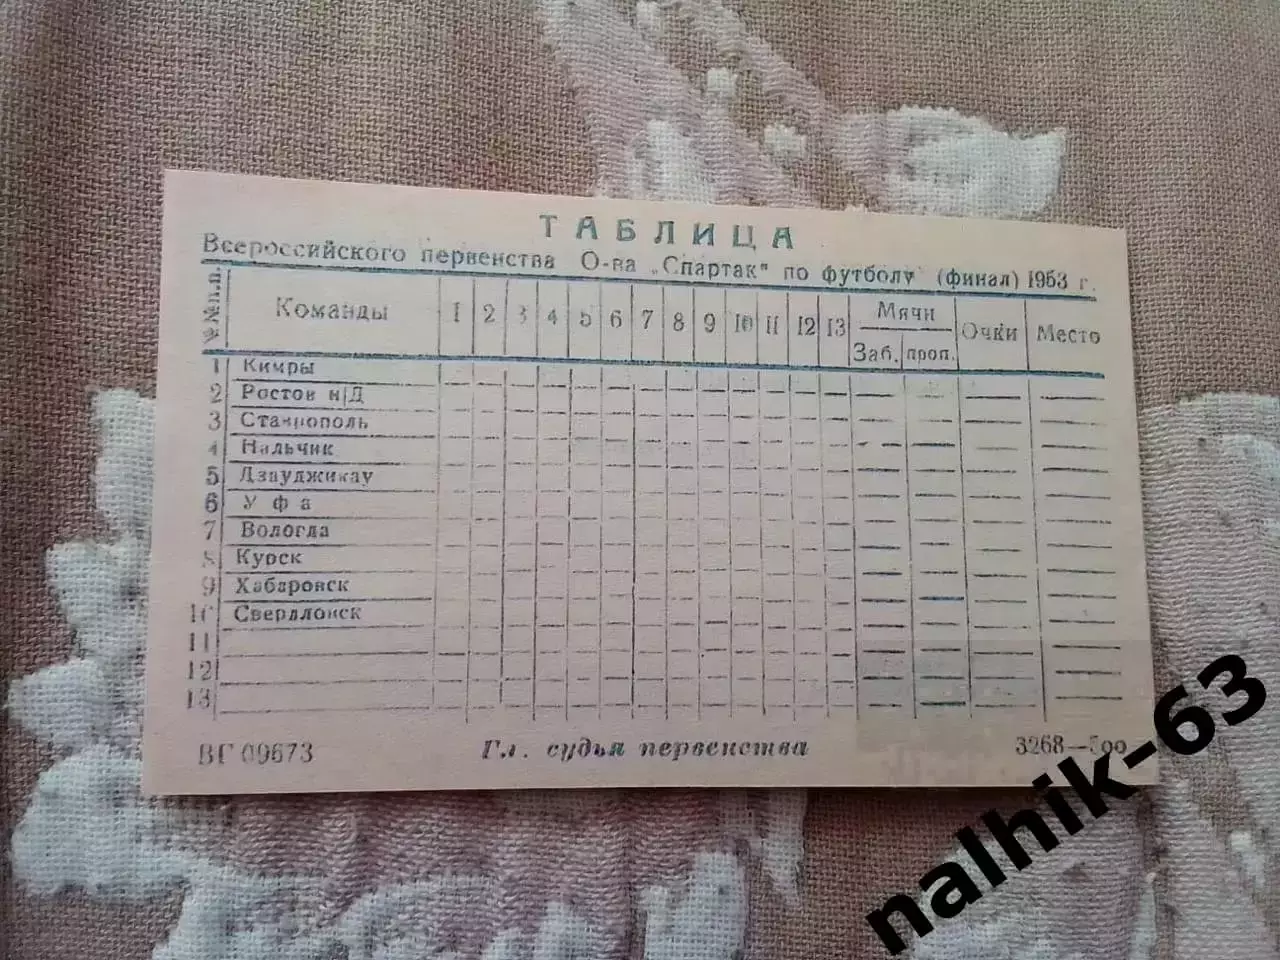 ТАБЛИЦА
Всероссийского первенства О-ва „Спартак" по футболу (финал) 1953 г.
№№ п.п. Команды 1 2 3 4 5 6 7 8 9 10 11 12 13 Мячи Очки Место
Заб. проп.
1 Кимры
2 Ростов н/Д
3 Ставрополь
4 Нальчик
5 Дзауджикау
6 Уфа
7 Вологда
8 Курск
9 Хабаровск
10 Свердловск
11
12
13
ВГ 09673 Гл. судья первенства 3268—500
nalhik-63